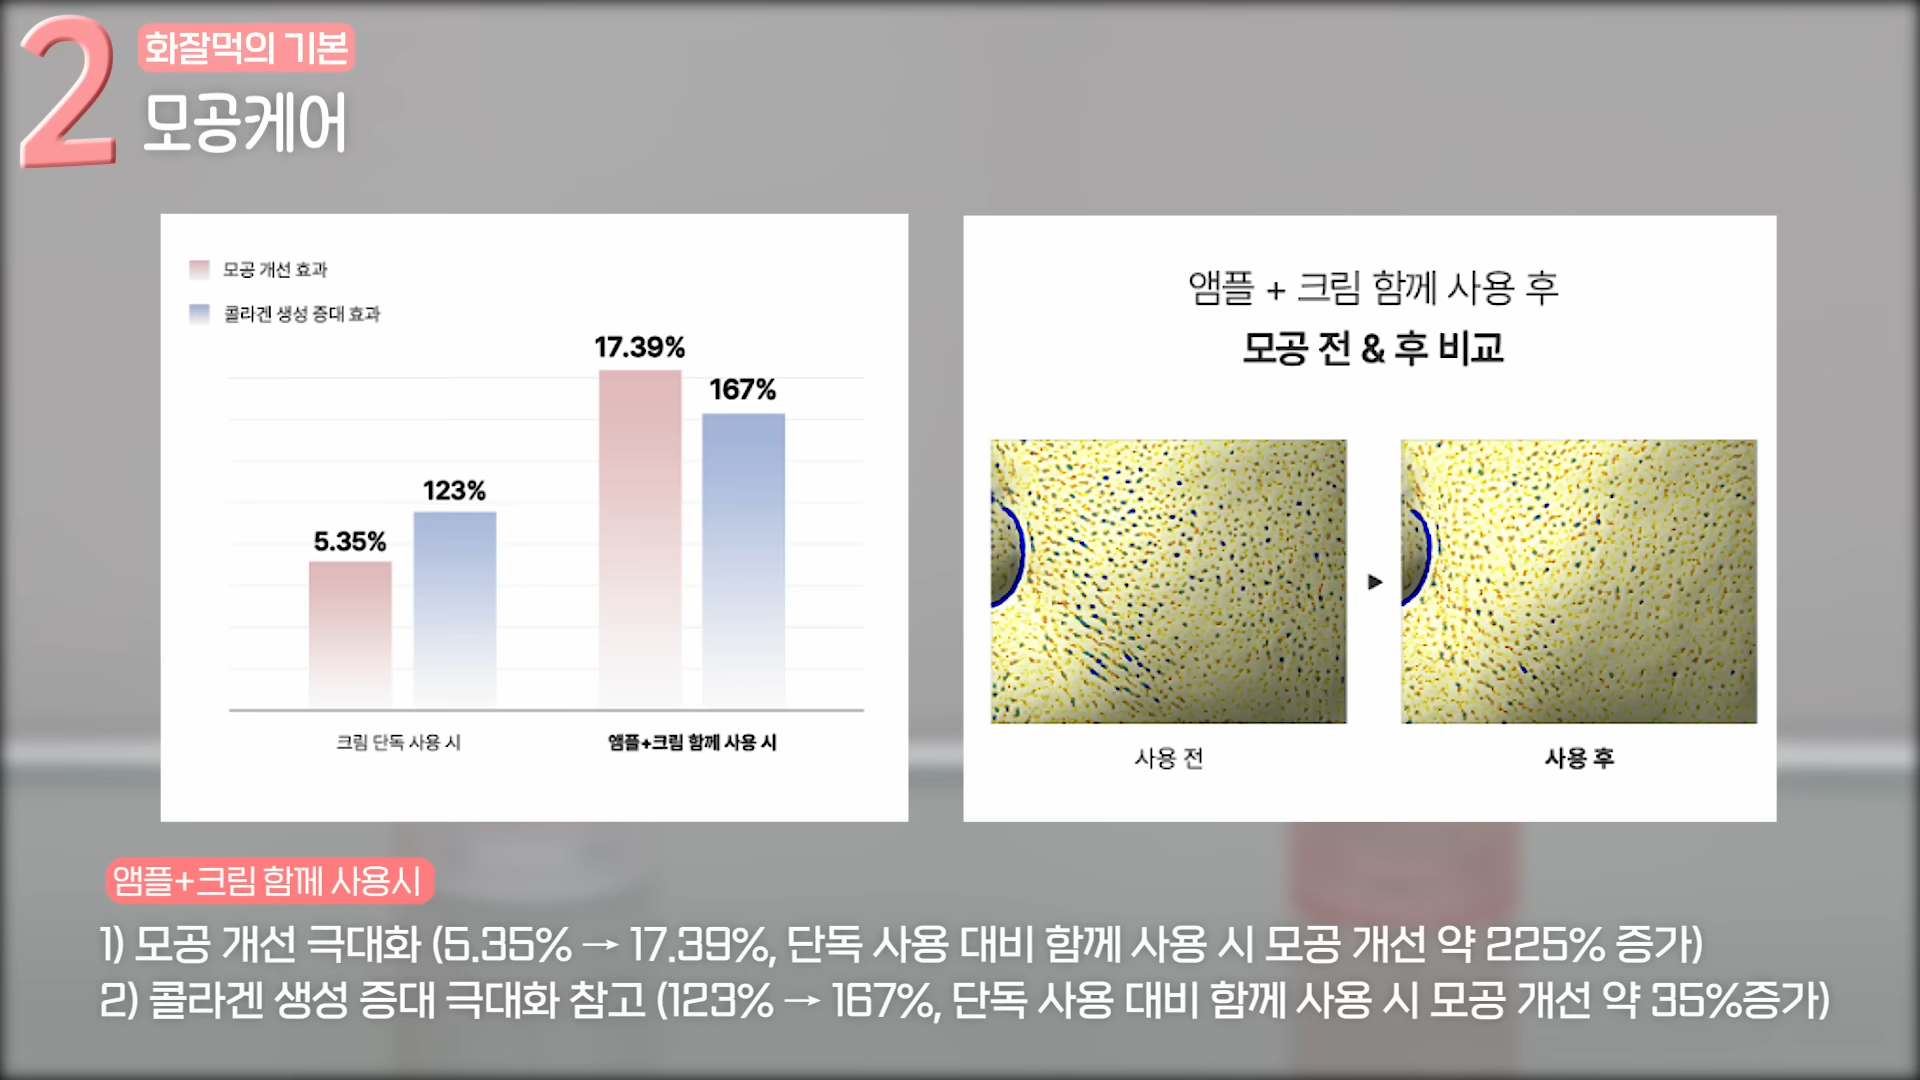 2
화잘먹의 기본
모공케어
모공 개선 효과
콜라겐 생성 증대 효과
5.35%
123%
17.39%
167%
크림 단독 사용 시
앰플+크림 함께 사용 시
앰플 + 크림 함께 사용 후
모공 전 & 후 비교
사용 전
사용 후
앰플+크림 함께 사용시
1) 모공 개선 극대화 (5.35% → 17.39%, 단독 사용 대비 함께 사용 시 모공 개선 약 225% 증가)
2) 콜라겐 생성 증대 극대화 참고 (123% → 167%, 단독 사용 대비 함께 사용 시 모공 개선 약 35%증가)